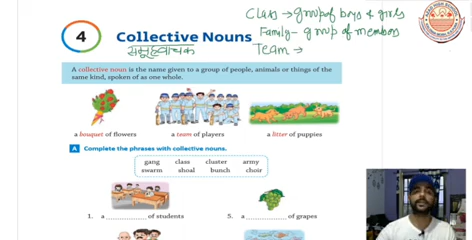 Class → group of boys & girls
Family - group of members
Team →
4
Collective Nouns
समूहवाचक
A collective noun is the name given to a group of people, animals or things of
the same kind, spoken of as one whole.
a bouquet of flowers
a team of players
a litter of puppies
A Complete the phrases with collective nouns.
gang class cluster army
swarm shoal bunch choir
1. a .................. of students
5. a .................. of grapes